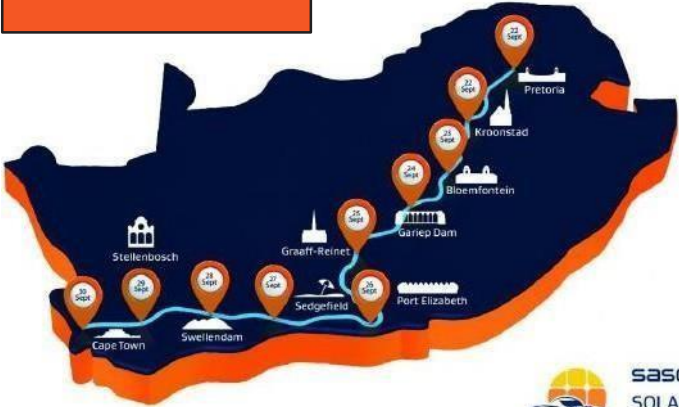 22
Sept
Pretoria
22
Sept
Kroonstad
23
Sept
Bloemfontein
24
Sept
Gariep Dam
25
Sept
Graaff-Reinet
26
Sept
Port Elizabeth
27
Sept
Sedgefield
28
Sept
Swellendam
29
Sept
Stellenbosch
30
Sept
Cape Town